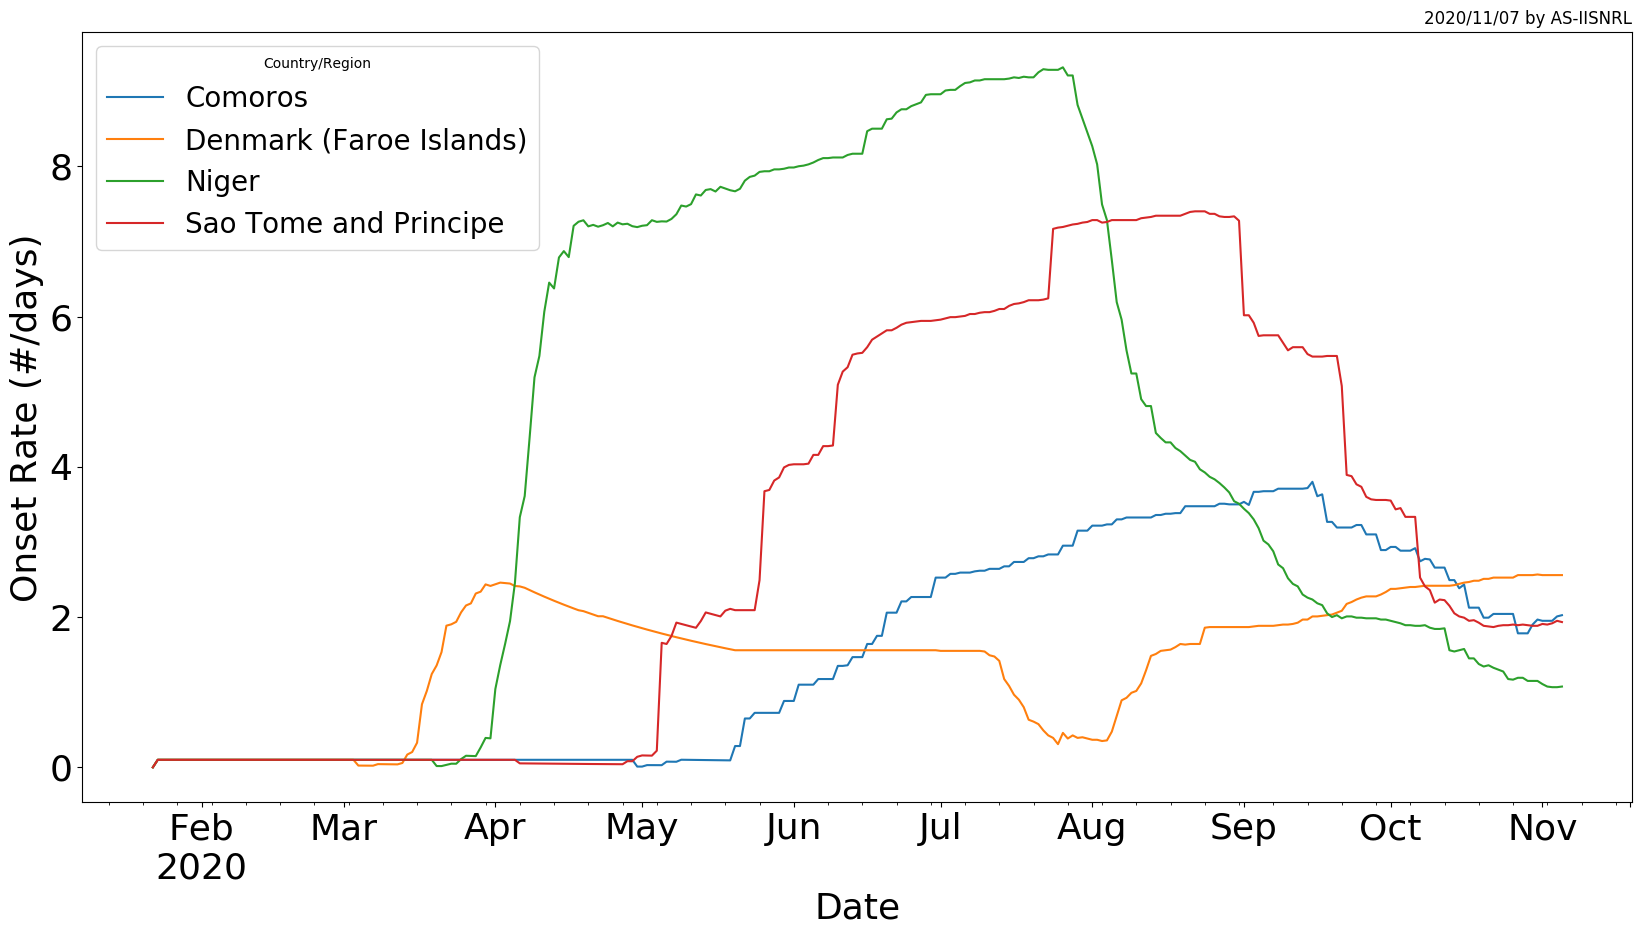 2020/11/07 by AS-IISNRL
Country/Region
Comoros
Denmark (Faroe Islands)
Niger
Sao Tome and Principe
Onset Rate (#/days)
8
6
4
2
0
Feb Mar Apr May Jun Jul Aug Sep Oct Nov
2020
Date